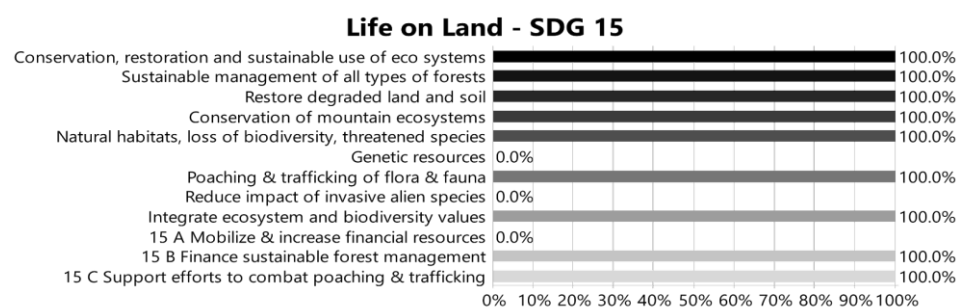 Life on Land - SDG 15
Conservation, restoration and sustainable use of eco systems 100.0%
Sustainable management of all types of forests 100.0%
Restore degraded land and soil 100.0%
Conservation of mountain ecosystems 100.0%
Natural habitats, loss of biodiversity, threatened species 100.0%
Genetic resources 0.0%
Poaching & trafficking of flora & fauna 100.0%
Reduce impact of invasive alien species 0.0%
Integrate ecosystem and biodiversity values 100.0%
15 A Mobilize & increase financial resources 0.0%
15 B Finance sustainable forest management 100.0%
15 C Support efforts to combat poaching & trafficking 100.0%
0% 10% 20% 30% 40% 50% 60% 70% 80% 90% 100%